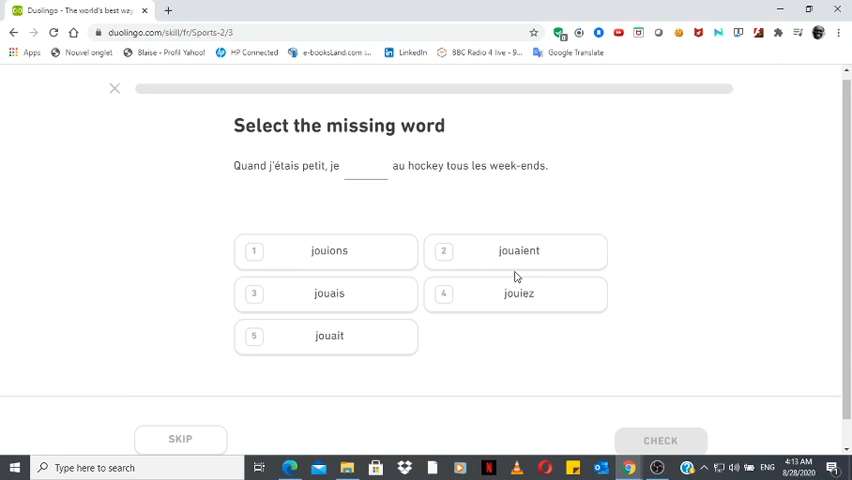 Duolingo - The world's best way
duolingo.com/skill/fr/Sports-2/3
Apps
Nouvel onglet
Blaise - Profil Yahoo!
HP Connected
e-booksLand.com :...
LinkedIn
BBC Radio 4 live - 9...
Google Translate
Select the missing word
Quand j'étais petit, je ______ au hockey tous les week-ends.
1 jouions
2 jouaient
3 jouais
4 jouiez
5 jouait
SKIP
CHECK
Type here to search
ENG
4:13 AM
8/28/2020